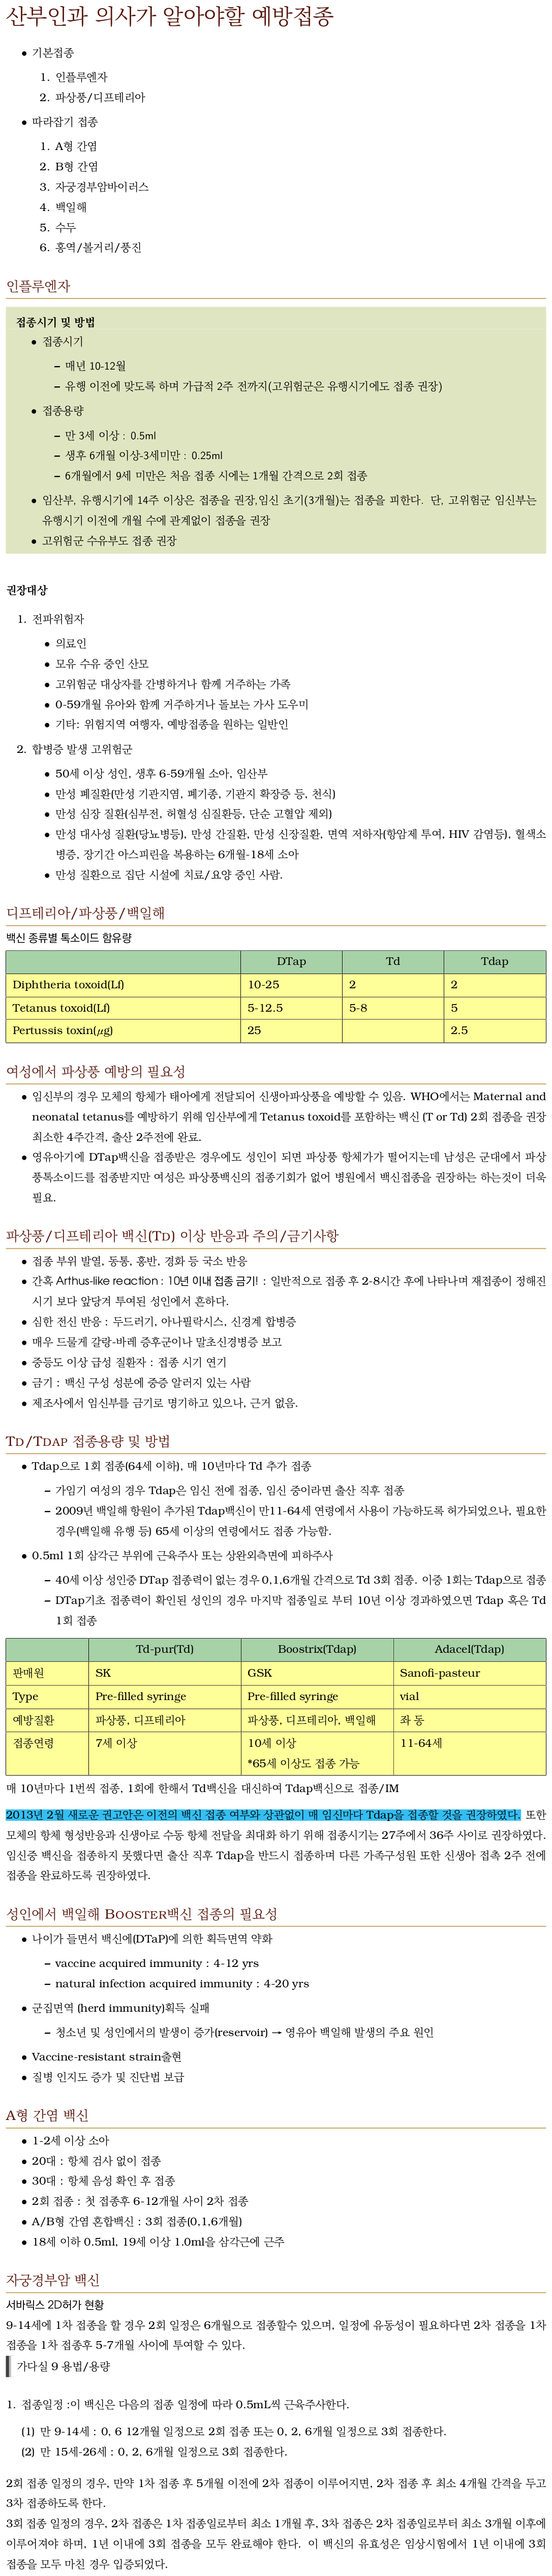 산부인과 의사가 알아야할 예방접종
• 기본접종
1. 인플루엔자
2. 파상풍/디프테리아
• 따라잡기 접종
1. A형 간염
2. B형 간염
3. 자궁경부암바이러스
4. 백일해
5. 수두
6. 홍역/볼거리/풍진
인플루엔자
접종시기 및 방법
• 접종시기
– 매년 10-12월
– 유행 이전에 맞도록 하며 가급적 2주 전까지(고위험군은 유행시기에도 접종 권장)
• 접종용량
– 만 3세 이상 : 0.5ml
– 생후 6개월 이상-3세미만 : 0.25ml
– 6개월에서 9세 미만은 처음 접종 시에는 1개월 간격으로 2회 접종
• 임산부, 유행시기에 14주 이상은 접종을 권장,임신 초기(3개월)는 접종을 피한다. 단, 고위험군 임신부는
유행시기 이전에 개월 수에 관계없이 접종을 권장
• 고위험군 수유부도 접종 권장
권장대상
1. 전파위험자
• 의료인
• 모유 수유 중인 산모
• 고위험군 대상자를 간병하거나 함께 거주하는 가족
• 0-59개월 유아와 함께 거주하거나 돌보는 가사 도우미
• 기타: 위험지역 여행자, 예방접종을 원하는 일반인
2. 합병증 발생 고위험군
• 50세 이상 성인, 생후 6-59개월 소아, 임산부
• 만성 폐질환(만성 기관지염, 폐기종, 기관지 확장증 등, 천식)
• 만성 심장 질환(심부전, 허혈성 심질환등, 단순 고혈압 제외)
• 만성 대사성 질환(당뇨병등), 만성 간질환, 만성 신장질환, 면역 저하자(항암제 투여, HIV 감염등), 혈색소
병증, 장기간 아스피린을 복용하는 6개월-18세 소아
• 만성 질환으로 집단 시설에 치료/요양 중인 사람.
디프테리아/파상풍/백일해
백신 종류별 톡소이드 함유량
DTap Td Tdap
Diphtheria toxoid(Lf) 10-25 2 2
Tetanus toxoid(Lf) 5-12.5 5-8 5
Pertussis toxin(μg) 25 2.5
여성에서 파상풍 예방의 필요성
• 임신부의 경우 모체의 항체가 태아에게 전달되어 신생아파상풍을 예방할 수 있음. WHO에서는 Maternal and
neonatal tetanus를 예방하기 위해 임산부에게 Tetanus toxoid를 포함하는 백신 (T or Td) 2회 접종을 권장
최소한 4주간격, 출산 2주전에 완료.
• 영유아기에 DTap백신을 접종받은 경우에도 성인이 되면 파상풍 항체가가 떨어지는데 남성은 군대에서 파상
풍톡소이드를 접종받지만 여성은 파상풍백신의 접종기회가 없어 병원에서 백신접종을 권장하는 하는것이 더욱
필요.
파상풍/디프테리아 백신(TD) 이상 반응과 주의/금기사항
• 접종 부위 발열, 동통, 홍반, 경화 등 국소 반응
• 간혹 Arthus-like reaction : 10년 이내 접종 금기! : 일반적으로 접종 후 2-8시간 후에 나타나며 재접종이 정해진
시기 보다 앞당겨 투여된 성인에서 흔하다.
• 심한 전신 반응 : 두드러기, 아나필락시스, 신경계 합병증
• 매우 드물게 길랑-바레 증후군이나 말초신경병증 보고
• 중등도 이상 급성 질환자 : 접종 시기 연기
• 금기 : 백신 구성 성분에 중증 알러지 있는 사람
• 제조사에서 임신부를 금기로 명기하고 있으나, 근거 없음.
TD/TDAP 접종용량 및 방법
• Tdap으로 1회 접종(64세 이하), 매 10년마다 Td 추가 접종
– 가임기 여성의 경우 Tdap은 임신 전에 접종, 임신 중이라면 출산 직후 접종
– 2009년 백일해 항원이 추가된 Tdap백신이 만11-64세 연령에서 사용이 가능하도록 허가되었으나, 필요한
경우(백일해 유행 등) 65세 이상의 연령에서도 접종 가능함.
• 0.5ml 1회 삼각근 부위에 근육주사 또는 상완외측면에 피하주사
– 40세 이상 성인중 DTap 접종력이 없는 경우 0,1,6개월 간격으로 Td 3회 접종. 이중 1회는 Tdap으로 접종
– DTap기초 접종력이 확인된 성인의 경우 마지막 접종일로 부터 10년 이상 경과하였으면 Tdap 혹은 Td
1회 접종
Td-pur(Td) Boostrix(Tdap) Adacel(Tdap)
판매원 SK GSK Sanofi-pasteur
Type Pre-filled syringe Pre-filled syringe vial
예방질환 파상풍, 디프테리아 파상풍, 디프테리아, 백일해 좌 동
접종연령 7세 이상 10세 이상 11-64세
*65세 이상도 접종 가능
매 10년마다 1번씩 접종, 1회에 한해서 Td백신을 대신하여 Tdap백신으로 접종/IM
2013년 2월 새로운 권고안은 이전의 백신 접종 여부와 상관없이 매 임신마다 Tdap을 접종할 것을 권장하였다. 또한
모체의 항체 형성반응과 신생아로 수동 항체 전달을 최대화 하기 위해 접종시기는 27주에서 36주 사이로 권장하였다.
임신중 백신을 접종하지 못했다면 출산 직후 Tdap을 반드시 접종하며 다른 가족구성원 또한 신생아 접촉 2주 전에
접종을 완료하도록 권장하였다.
성인에서 백일해 BOOSTER백신 접종의 필요성
• 나이가 들면서 백신에(DTaP)에 의한 획득면역 약화
– vaccine acquired immunity : 4-12 yrs
– natural infection acquired immunity : 4-20 yrs
• 군집면역 (herd immunity)획득 실패
– 청소년 및 성인에서의 발생이 증가(reservoir) → 영유아 백일해 발생의 주요 원인
• Vaccine-resistant strain출현
• 질병 인지도 증가 및 진단법 보급
A형 간염 백신
• 1-2세 이상 소아
• 20대 : 항체 검사 없이 접종
• 30대 : 항체 음성 확인 후 접종
• 2회 접종 : 첫 접종후 6-12개월 사이 2차 접종
• A/B형 간염 혼합백신 : 3회 접종(0,1,6개월)
• 18세 이하 0.5ml, 19세 이상 1.0ml을 삼각근에 근주
자궁경부암 백신
서바릭스 2D허가 현황
9-14세에 1차 접종을 할 경우 2회 일정은 6개월으로 접종할수 있으며, 일정에 유동성이 필요하다면 2차 접종을 1차
접종을 1차 접종후 5-7개월 사이에 투여할 수 있다.
가다실 9 용법/용량
1. 접종일정 :이 백신은 다음의 접종 일정에 따라 0.5mL씩 근육주사한다.
(1) 만 9-14세 : 0, 6 12개월 일정으로 2회 접종 또는 0, 2, 6개월 일정으로 3회 접종한다.
(2) 만 15세-26세 : 0, 2, 6개월 일정으로 3회 접종한다.
2회 접종 일정의 경우, 만약 1차 접종 후 5개월 이전에 2차 접종이 이루어지면, 2차 접종 후 최소 4개월 간격을 두고
3차 접종하도록 한다.
3회 접종 일정의 경우, 2차 접종은 1차 접종일로부터 최소 1개월 후, 3차 접종은 2차 접종일로부터 최소 3개월 이후에
이루어져야 하며, 1년 이내에 3회 접종을 모두 완료해야 한다. 이 백신의 유효성은 임상시험에서 1년 이내에 3회
접종을 모두 마친 경우 입증되었다.